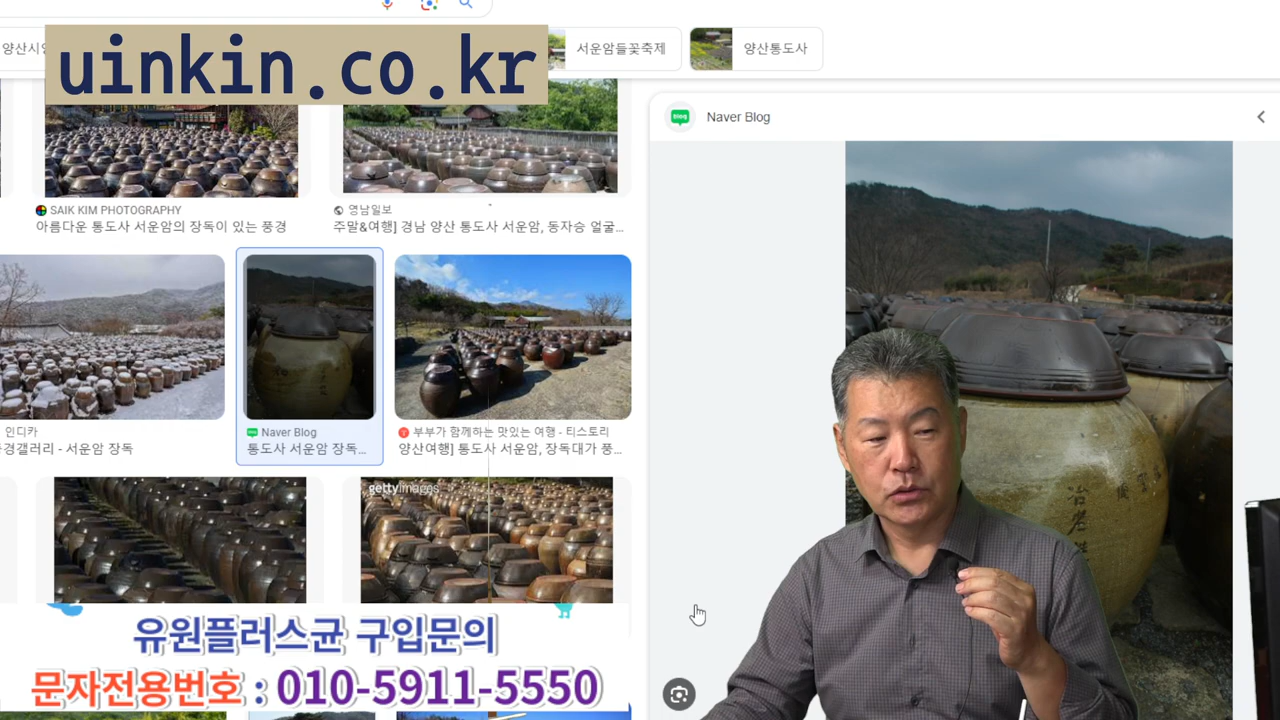 uinkin.co.kr
양산시
서운암들꽃축제
양산통도사
blog
Naver Blog
SAIK KIM PHOTOGRAPHY
아름다운 통도사 서운암의 장독이 있는 풍경
영남일보
주말&여행] 경남 양산 통도사 서운암, 동자승 얼굴...
인디카
경갤러리 - 서운암 장독
Naver Blog
통도사 서운암 장독...
부부가 함께하는 맛있는 여행 - 티스토리
양산여행] 통도사 서운암, 장독대가 풍...
gettyimages
유원플러스균 구입문의
문자전용번호 : 010-5911-5550